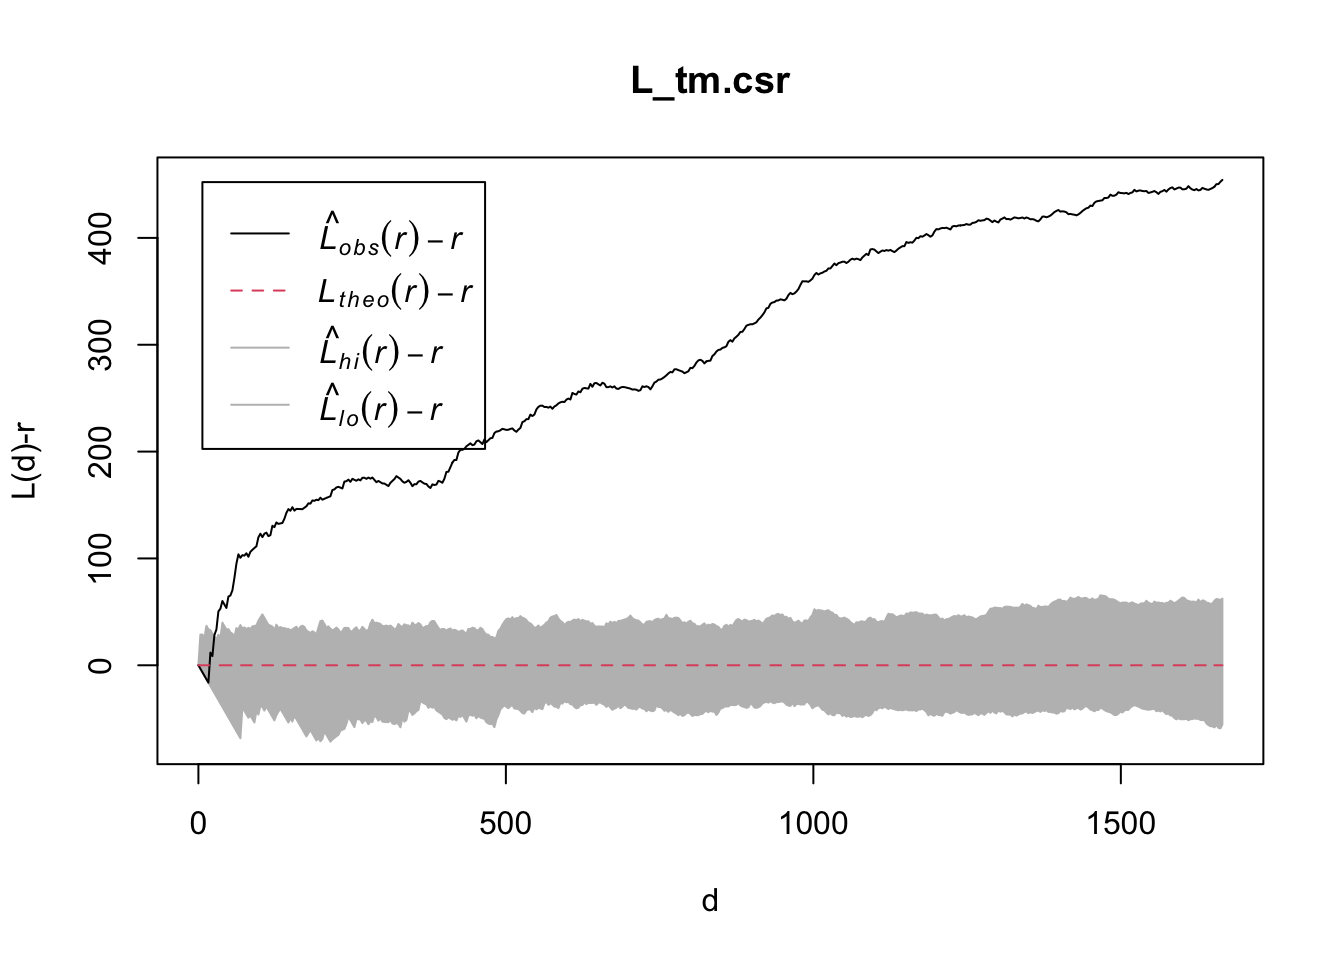 L_tm.csr
L(d)-r
400
300
200
100
0
L̂obs(r) − r
Ltheo(r) − r
L̂hi(r) − r
L̂lo(r) − r
0 500 1000 1500
d